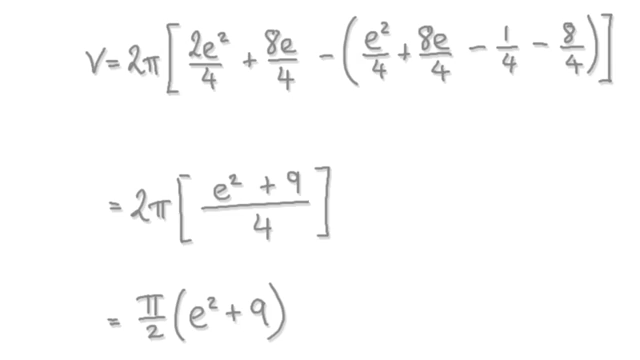 V = 2π [ 2e²/4 + 8e/4 − ( e²/4 + 8e/4 − 1/4 − 8/4 ) ]
= 2π [ (e² + 9)/4 ]
= π/2 (e² + 9)